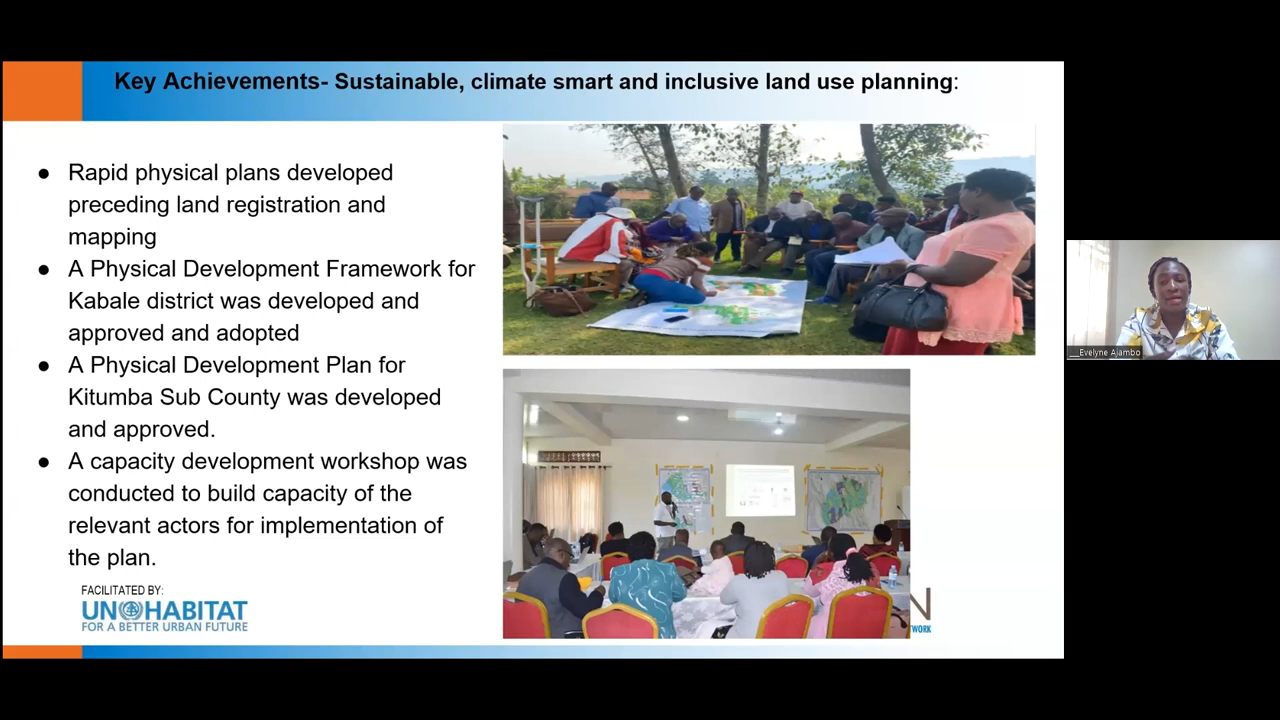 Key Achievements- Sustainable, climate smart and inclusive land use planning:
● Rapid physical plans developed
preceding land registration and
mapping
● A Physical Development Framework for
Kabale district was developed and
approved and adopted
● A Physical Development Plan for
Kitumba Sub County was developed
and approved.
● A capacity development workshop was
conducted to build capacity of the
relevant actors for implementation of
the plan.
FACILITATED BY:
UN HABITAT
FOR A BETTER URBAN FUTURE
N
TWORK
__Evelyne Ajambo